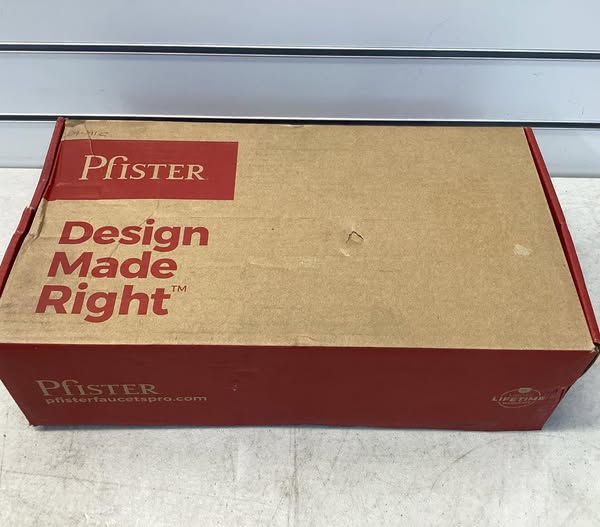 PfISTER
Design
Made
Right™
PfISTER
pfisterfaucetspro.com
LIFETIME